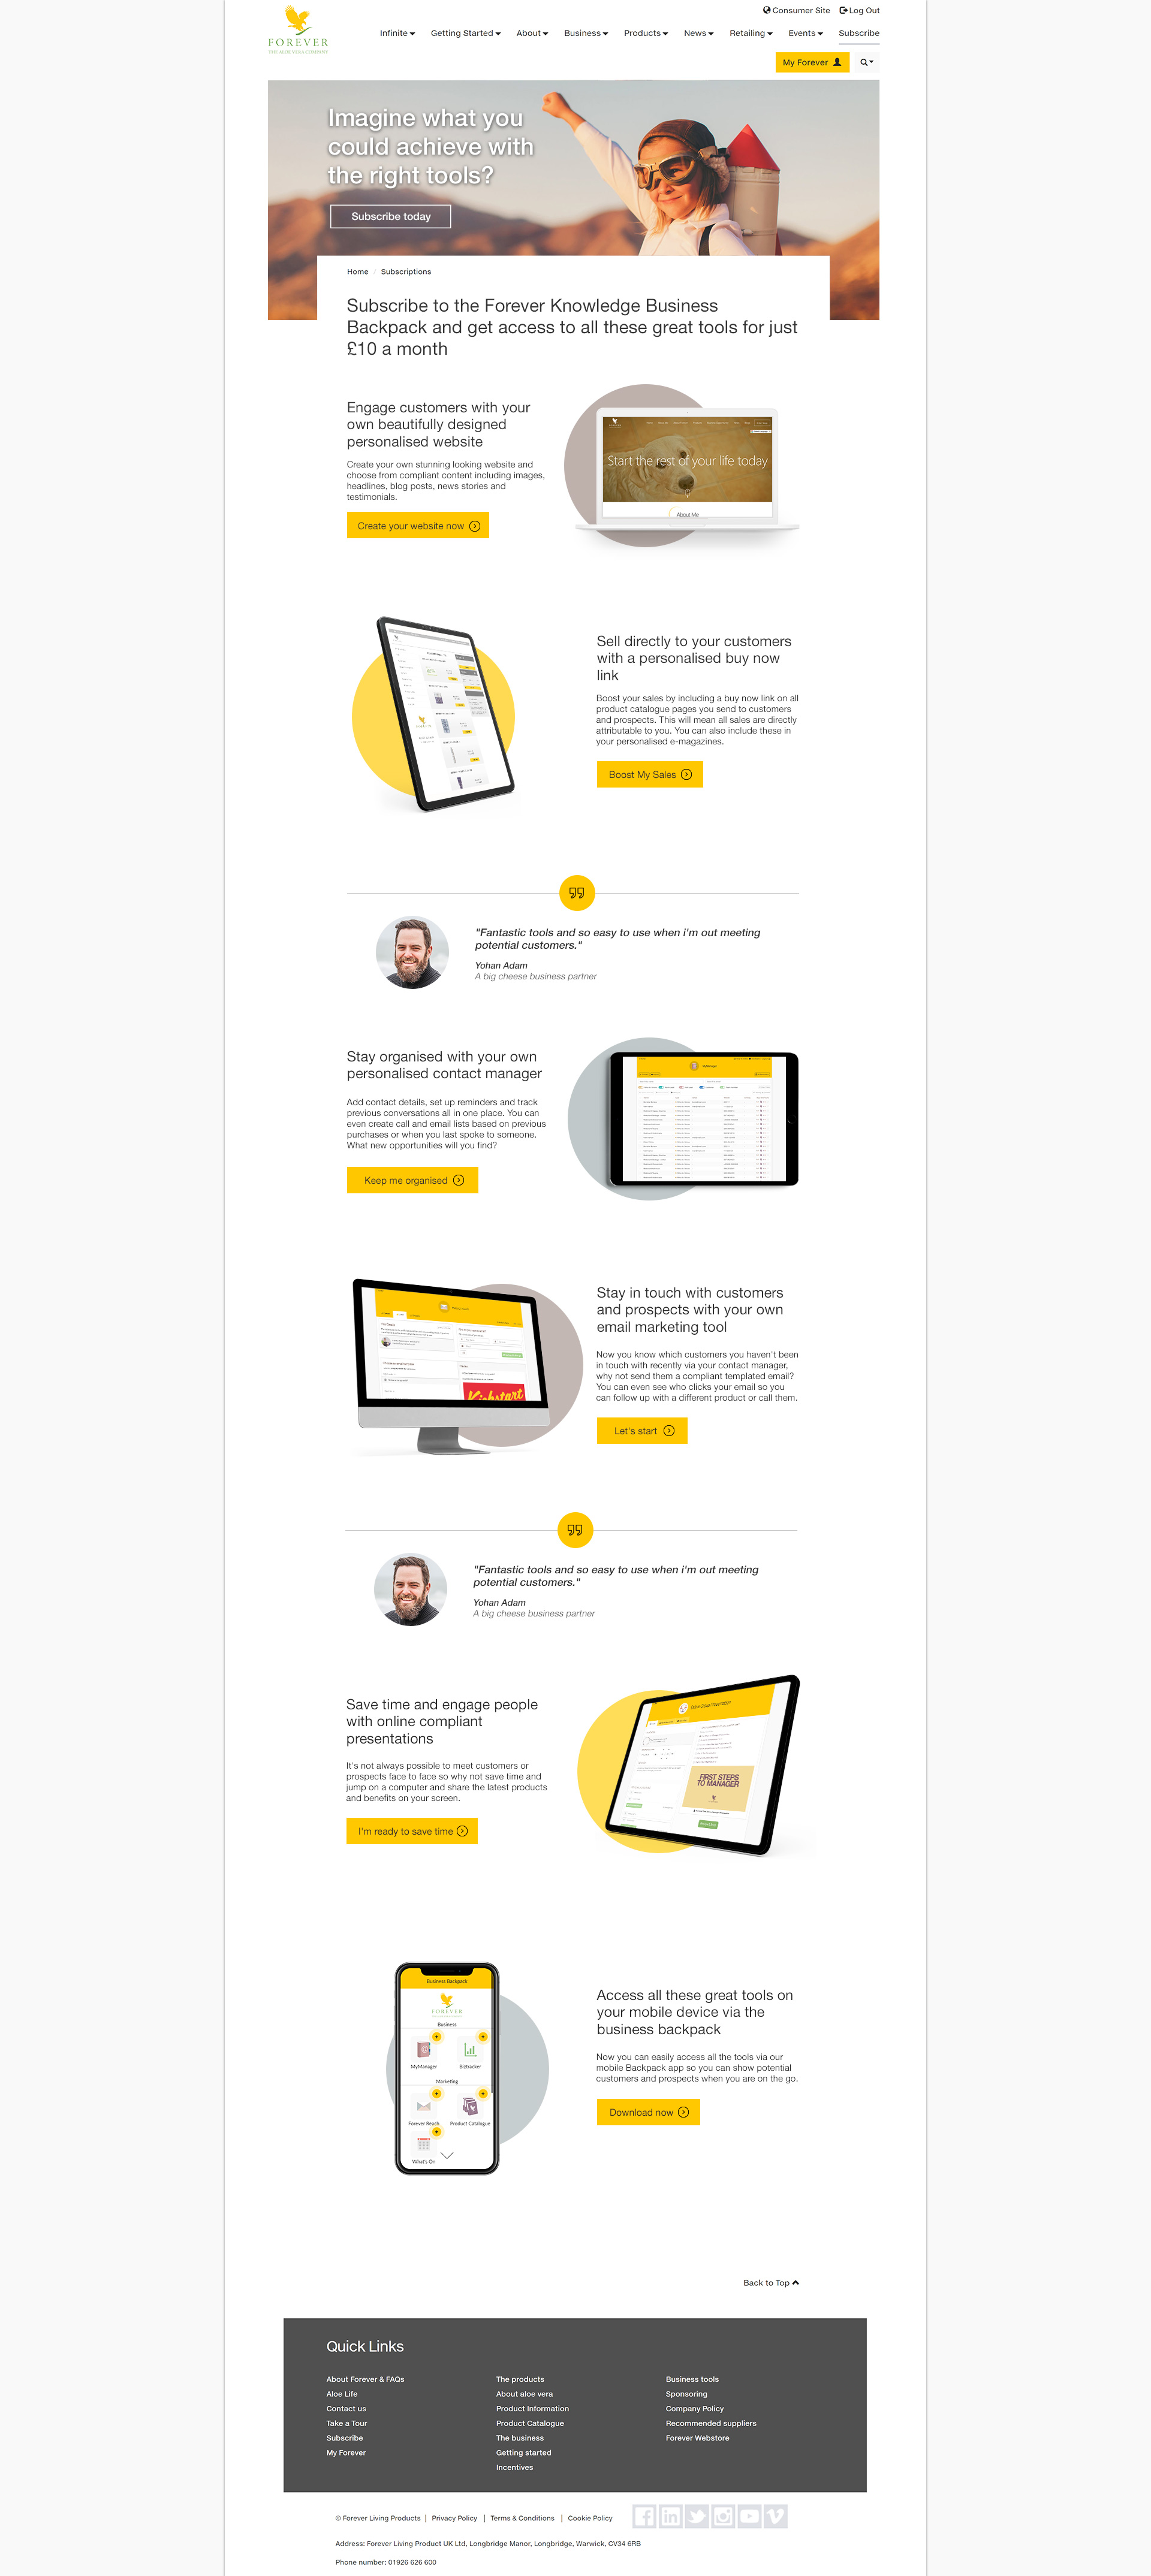 Consumer Site Log Out
FOREVER
THE ALOE VERA COMPANY
Infinite Getting Started About Business Products News Retailing Events Subscribe
My Forever
Imagine what you
could achieve with
the right tools?
Subscribe today
Home / Subscriptions
Subscribe to the Forever Knowledge Business
Backpack and get access to all these great tools for just
£10 a month
Engage customers with your
own beautifully designed
personalised website
Create your own stunning looking website and
choose from compliant content including images,
headlines, blog posts, news stories and
testimonials.
Create your website now
Start the rest of your life today
About Me
Sell directly to your customers
with a personalised buy now
link
Boost your sales by including a buy now link on all
product catalogue pages you send to customers
and prospects. This will mean all sales are directly
attributable to you. You can also include these in
your personalised e-magazines.
Boost My Sales
"Fantastic tools and so easy to use when i'm out meeting
potential customers."
Yohan Adam
A big cheese business partner
Stay organised with your own
personalised contact manager
Add contact details, set up reminders and track
previous conversations all in one place. You can
even create call and email lists based on previous
purchases or when you last spoke to someone.
What new opportunities will you find?
Keep me organised
Stay in touch with customers
and prospects with your own
email marketing tool
Now you know which customers you haven't been
in touch with recently via your contact manager,
why not send them a compliant templated email?
You can even see who clicks your email so you
can follow up with a different product or call them.
Let's start
Kickstart
"Fantastic tools and so easy to use when i'm out meeting
potential customers."
Yohan Adam
A big cheese business partner
Save time and engage people
with online compliant
presentations
It's not always possible to meet customers or
prospects face to face so why not save time and
jump on a computer and share the latest products
and benefits on your screen.
I'm ready to save time
FIRST STEPS
TO MANAGER
Business Backpack
FOREVER
Business
MyManager Biztracker
Marketing
Forever Reach Product Catalogue
What's On
Access all these great tools on
your mobile device via the
business backpack
Now you can easily access all the tools via our
mobile Backpack app so you can show potential
customers and prospects when you are on the go.
Download now
Back to Top
Quick Links
About Forever & FAQs
Aloe Life
Contact us
Take a Tour
Subscribe
My Forever
The products
About aloe vera
Product Information
Product Catalogue
The business
Getting started
Incentives
Business tools
Sponsoring
Company Policy
Recommended suppliers
Forever Webstore
© Forever Living Products | Privacy Policy | Terms & Conditions | Cookie Policy
Address: Forever Living Product UK Ltd, Longbridge Manor, Longbridge, Warwick, CV34 6RB
Phone number: 01926 626 600